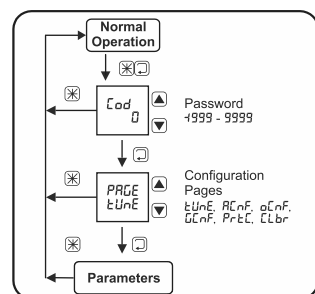 Normal
Operation
Cod
0
Password
-1999 - 9999
PAGE
tUnE
Configuration
Pages
tUnE, ACnF, oCnF,
GCnF, PrtC, CLbr
Parameters